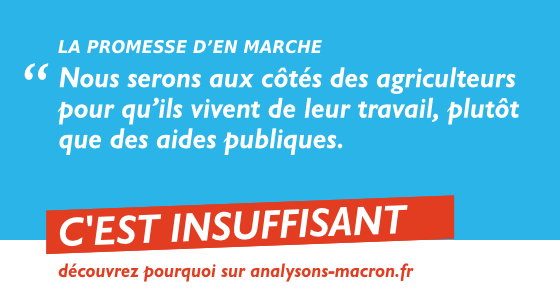 LA PROMESSE D’EN MARCHE
“ Nous serons aux côtés des agriculteurs
pour qu’ils vivent de leur travail, plutôt
que des aides publiques.
C'EST INSUFFISANT
découvrez pourquoi sur analysons-macron.fr